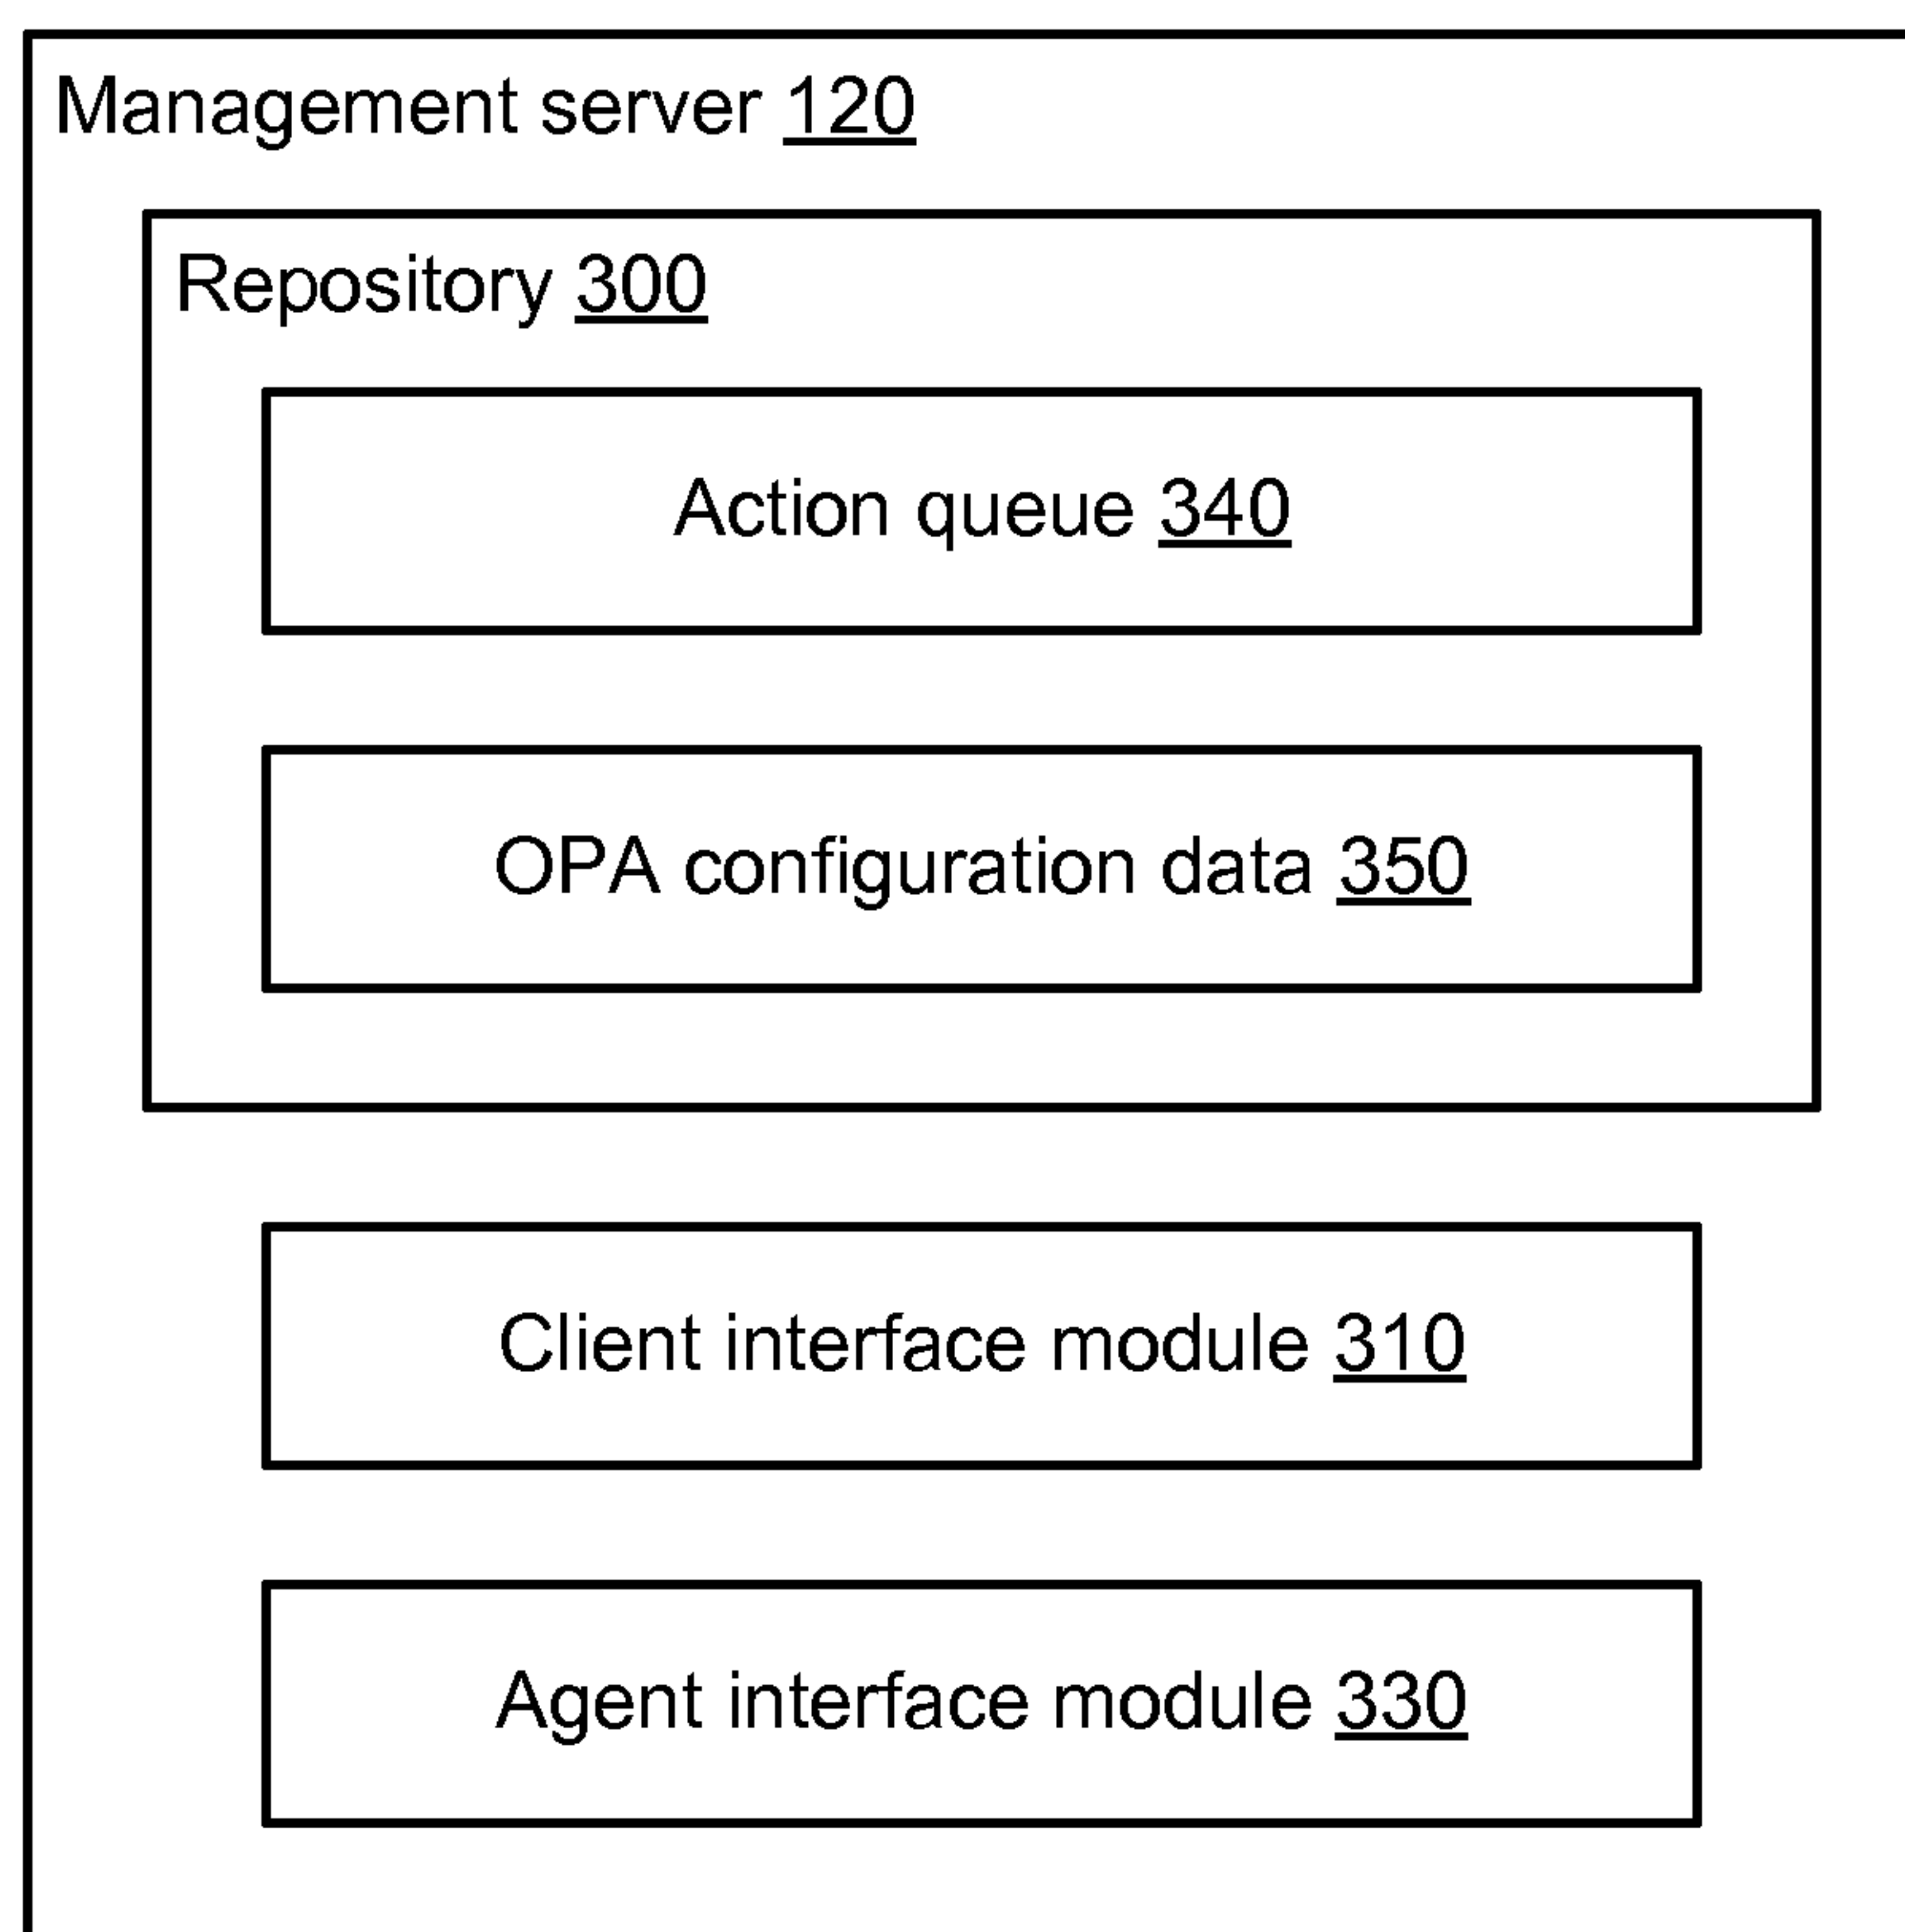 Management server 120
Repository 300
Action queue 340
OPA configuration data 350
Client interface module 310
Agent interface module 330